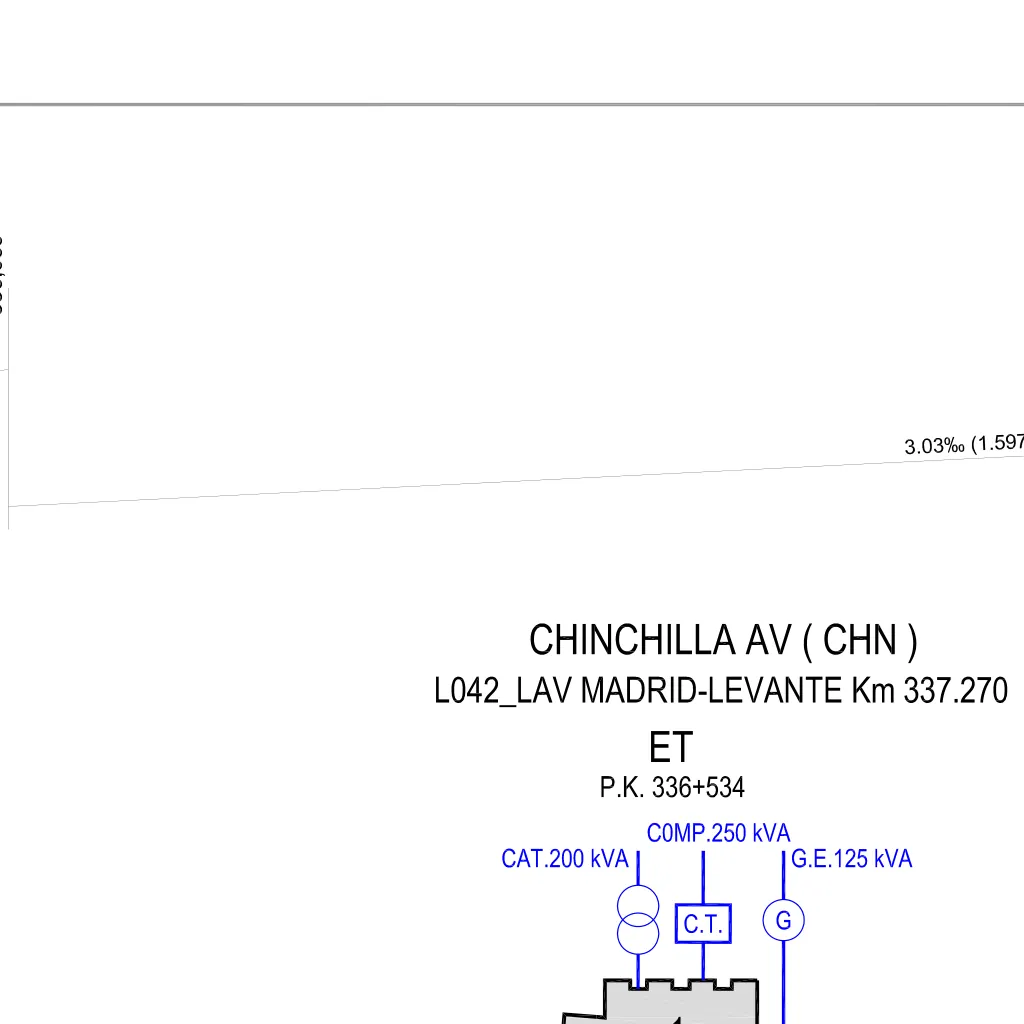 3.03‰ (1.597
CHINCHILLA AV ( CHN )
L042_LAV MADRID-LEVANTE Km 337.270
ET
P.K. 336+534
C0MP.250 kVA
CAT.200 kVA
G.E.125 kVA
C.T.
G